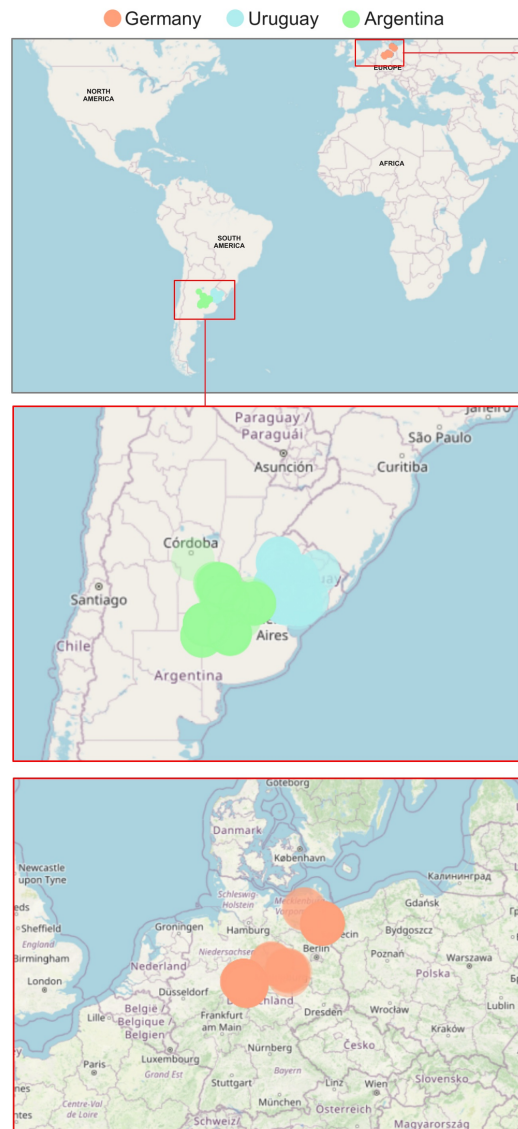 Germany Uruguay Argentina
NORTH
AMERICA
EUROPE
AFRICA
SOUTH
AMERICA
Paraguay /
Paraguái
São Paulo
Asunción
Curitiba
Córdoba
Santiago
Aires
Chile
Argentina
Göteborg
Danmark
København
Newcastle
upon Tyne
Калининград
Schleswig-
Holstein
Gdańsk
Groningen
Hamburg
Bydgoszcz
Sheffield
England
Niedersachsen
Berlin
Poznań
Warszawa
Birmingham
Nederland
Polska
London
Düsseldorf
Lublin
Dresden
Wrocław
Lille
België /
Belgique /
Belgien
Frankfurt
am Main
Kraków
Česko
Luxembourg
Nürnberg
Paris
Grand Est
Bayern
Stuttgart
Linz
Wien
Slovensko
Centre-Val
de Loire
München
Österreich
Schweiz/
Magyarország